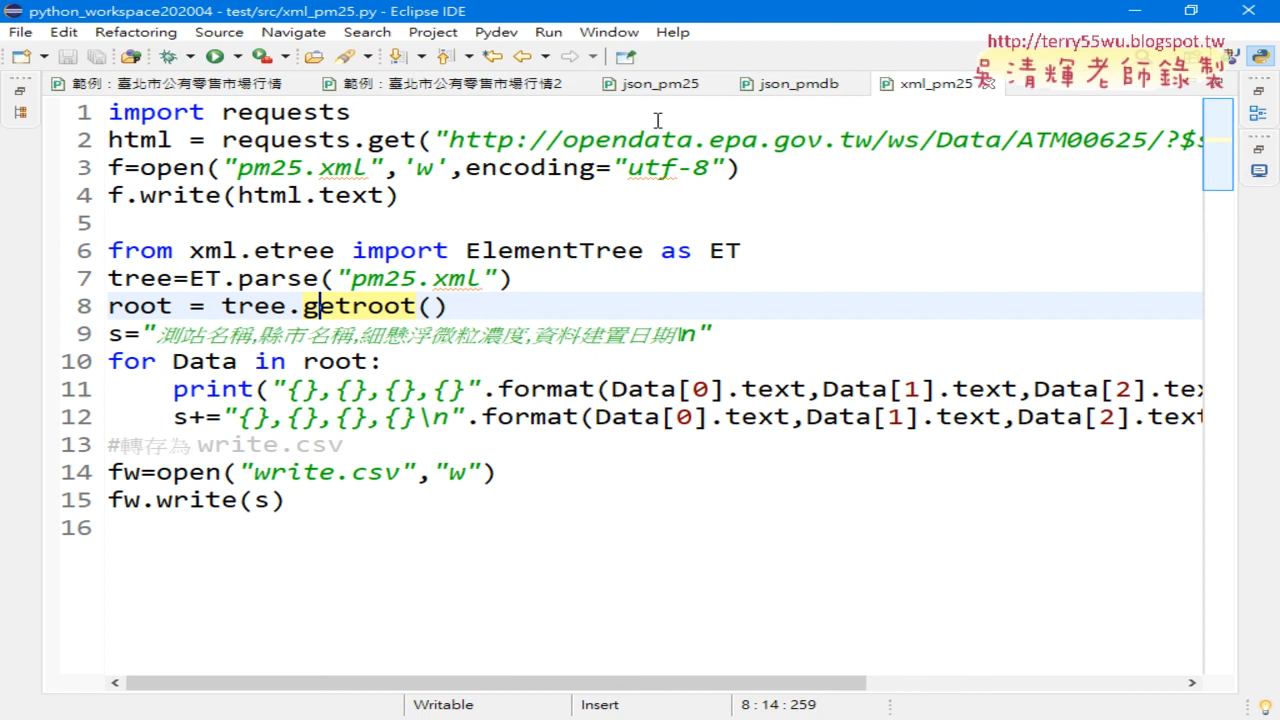 python_workspace202004 - test/src/xml_pm25.py - Eclipse IDE
File Edit Refactoring Source Navigate Search Project Pydev Run Window Help
http://terry55wu.blogspot.tw
吳清輝老師錄製
範例：臺北市公有零售市場行情 範例：臺北市公有零售市場行情2 json_pm25 json_pmdb xml_pm25
1 import requests
2 html = requests.get("http://opendata.epa.gov.tw/ws/Data/ATM00625/?$s
3 f=open("pm25.xml",'w',encoding="utf-8")
4 f.write(html.text)
5
6 from xml.etree import ElementTree as ET
7 tree=ET.parse("pm25.xml")
8 root = tree.getroot()
9 s="測站名稱,縣市名稱,細懸浮微粒濃度,資料建置日期\n"
10 for Data in root:
11 print("{},{},{},{}".format(Data[0].text,Data[1].text,Data[2].tex
12 s+="{},{},{},{}\n".format(Data[0].text,Data[1].text,Data[2].text
13 #轉存為write.csv
14 fw=open("write.csv","w")
15 fw.write(s)
16
Writable Insert 8 : 14 : 259